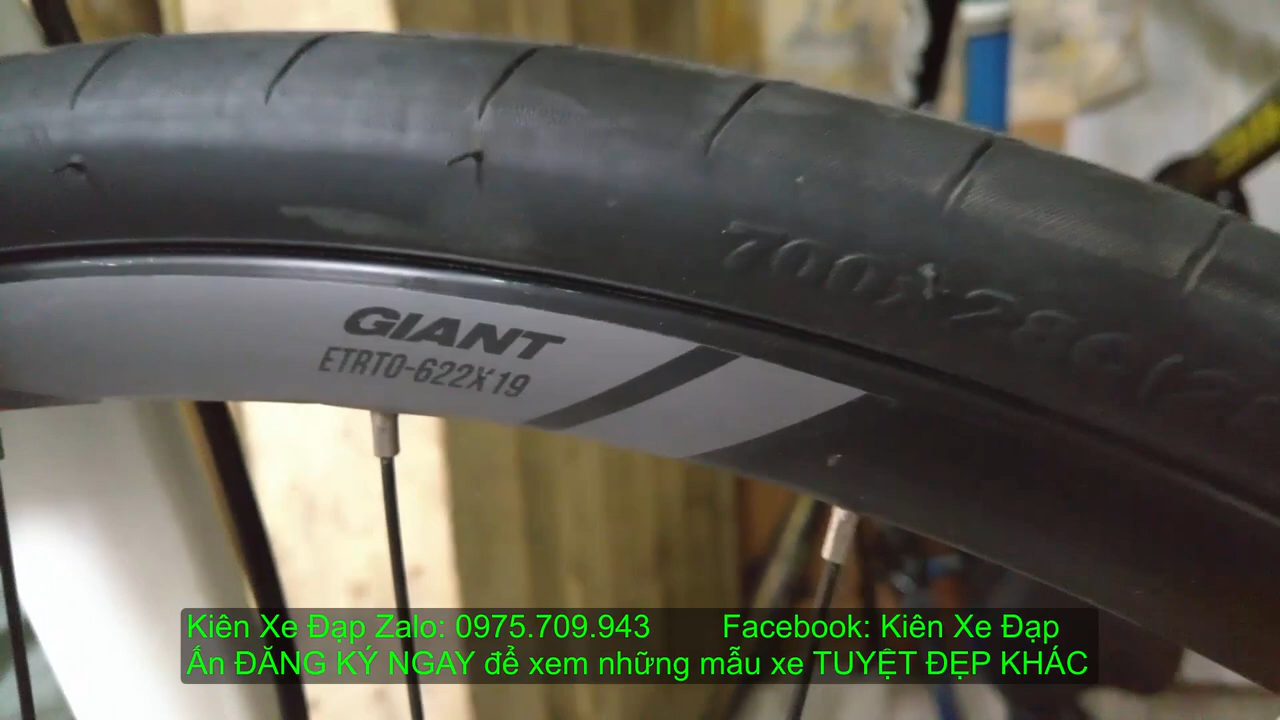 700x28C
GIANT
ETRTO-622X19
Kiên Xe Đạp Zalo: 0975.709.943 Facebook: Kiên Xe Đạp
Ấn ĐĂNG KÝ NGAY để xem những mẫu xe TUYỆT ĐẸP KHÁC